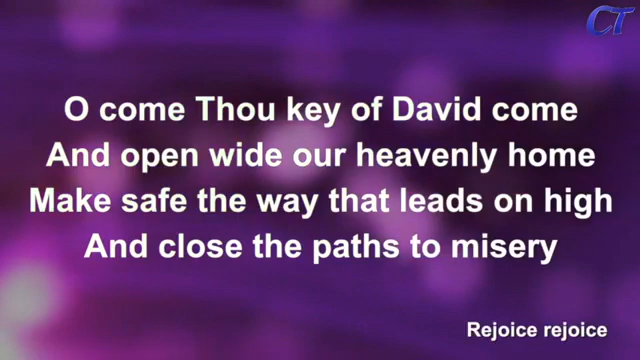 CT
O come Thou key of David come
And open wide our heavenly home
Make safe the way that leads on high
And close the paths to misery
Rejoice rejoice